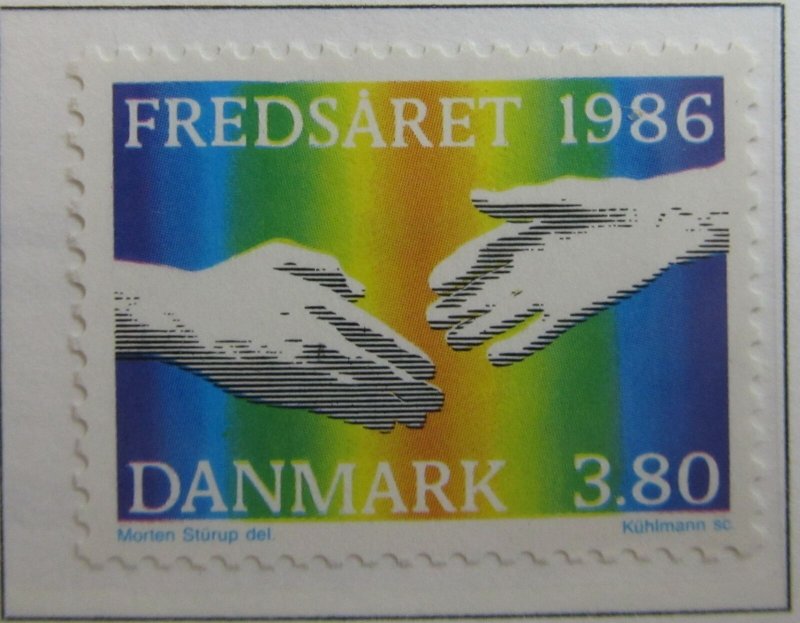 FREDSÅRET 1986
DANMARK 3.80
Morten Stürup del. Kühlmann sc.